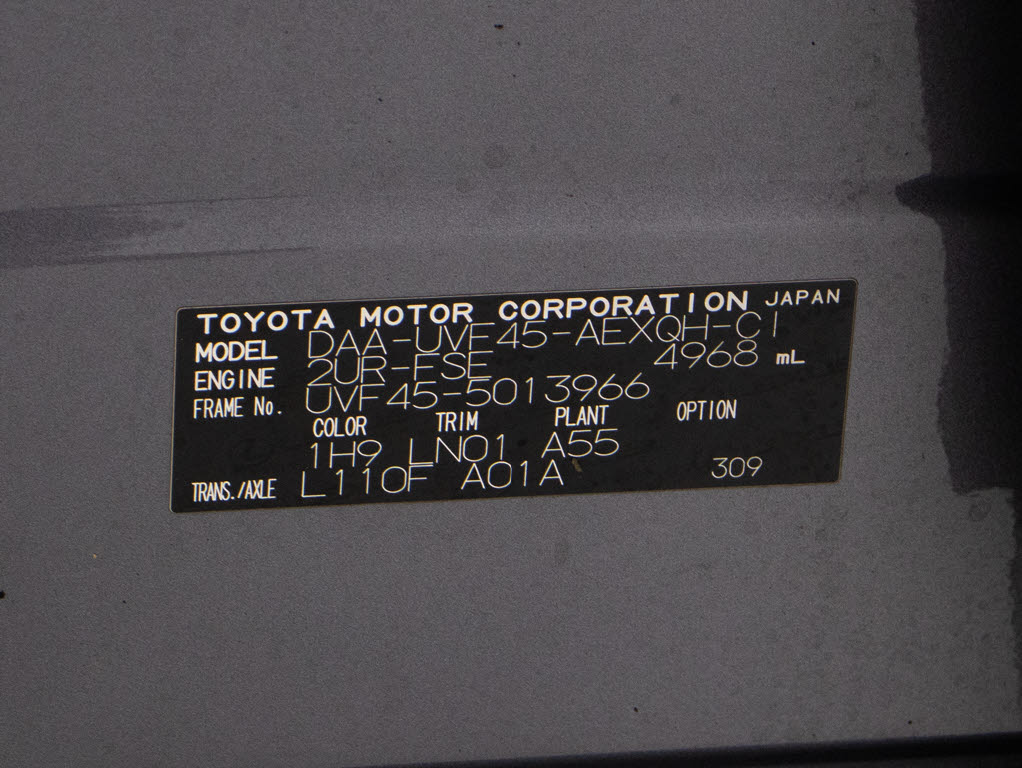 TOYOTA MOTOR CORPORATION JAPAN
MODEL DAA-UVF45-AEXQH-C1
ENGINE 2UR-FSE 4968 mL
FRAME No. UVF45-5013966
COLOR TRIM PLANT OPTION
1H9 LN01 A55
TRANS./AXLE L110F A01A 309